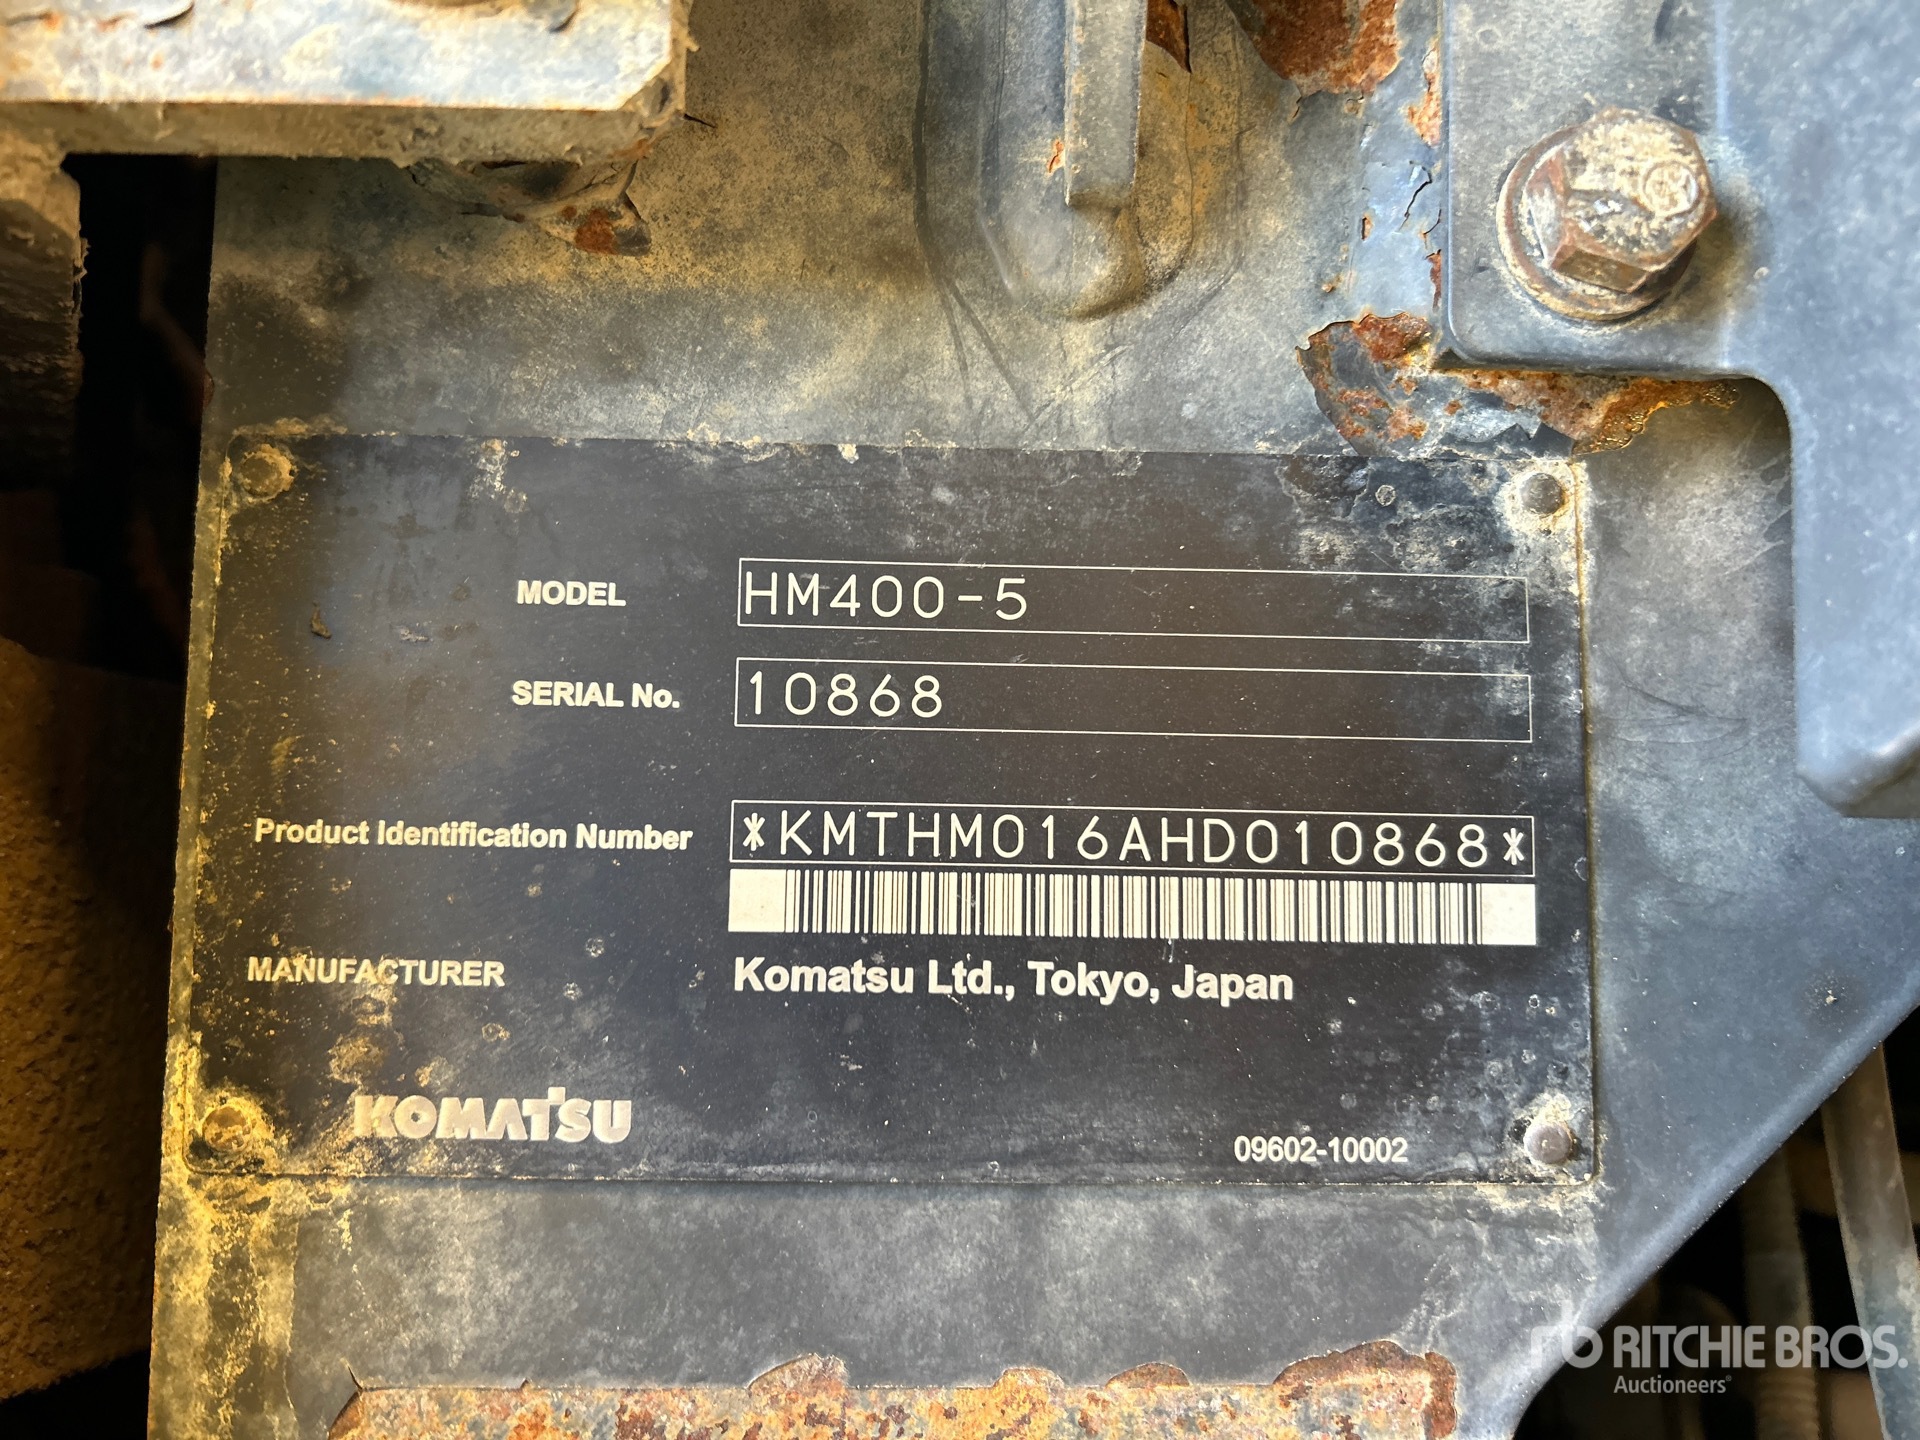 MODEL HM400-5
SERIAL No. 10868
Product Identification Number *KMTHM016AHD010868*
MANUFACTURER Komatsu Ltd., Tokyo, Japan
KOMATSU
09602-10002
rb RITCHIE BROS.
Auctioneers